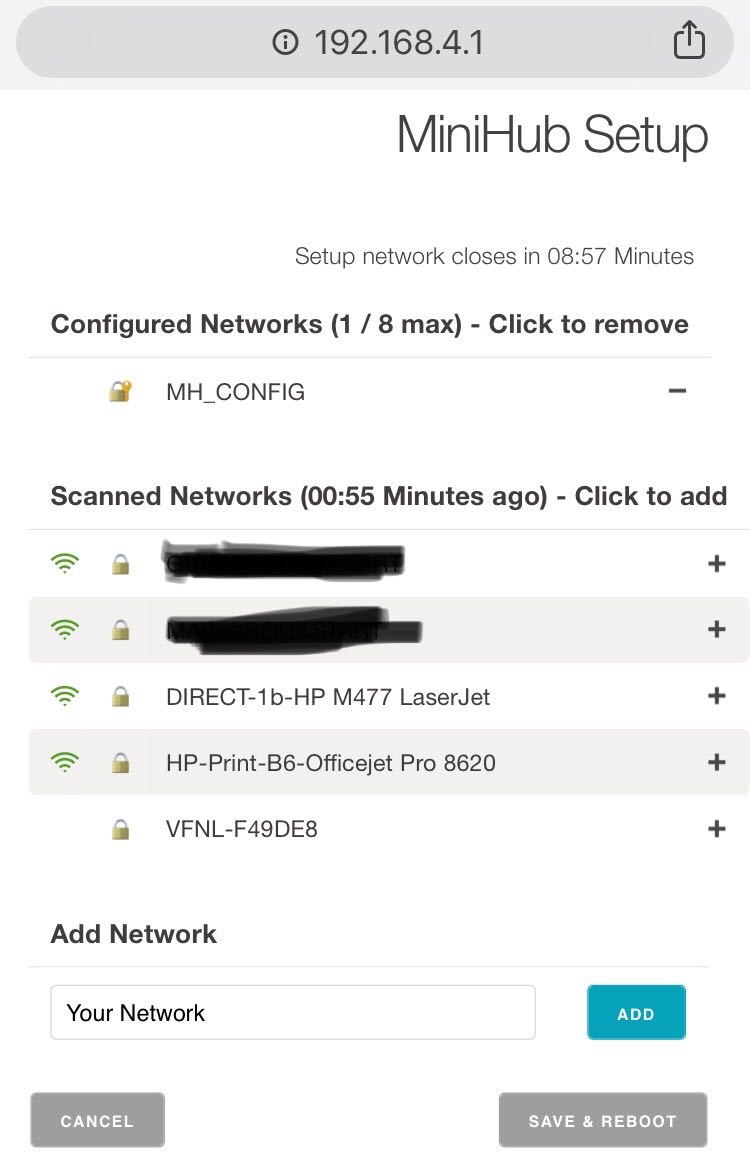 192.168.4.1
MiniHub Setup
Setup network closes in 08:57 Minutes
Configured Networks (1 / 8 max) - Click to remove
MH_CONFIG
Scanned Networks (00:55 Minutes ago) - Click to add
DIRECT-1b-HP M477 LaserJet
HP-Print-B6-Officejet Pro 8620
VFNL-F49DE8
Add Network
Your Network
ADD
CANCEL
SAVE & REBOOT